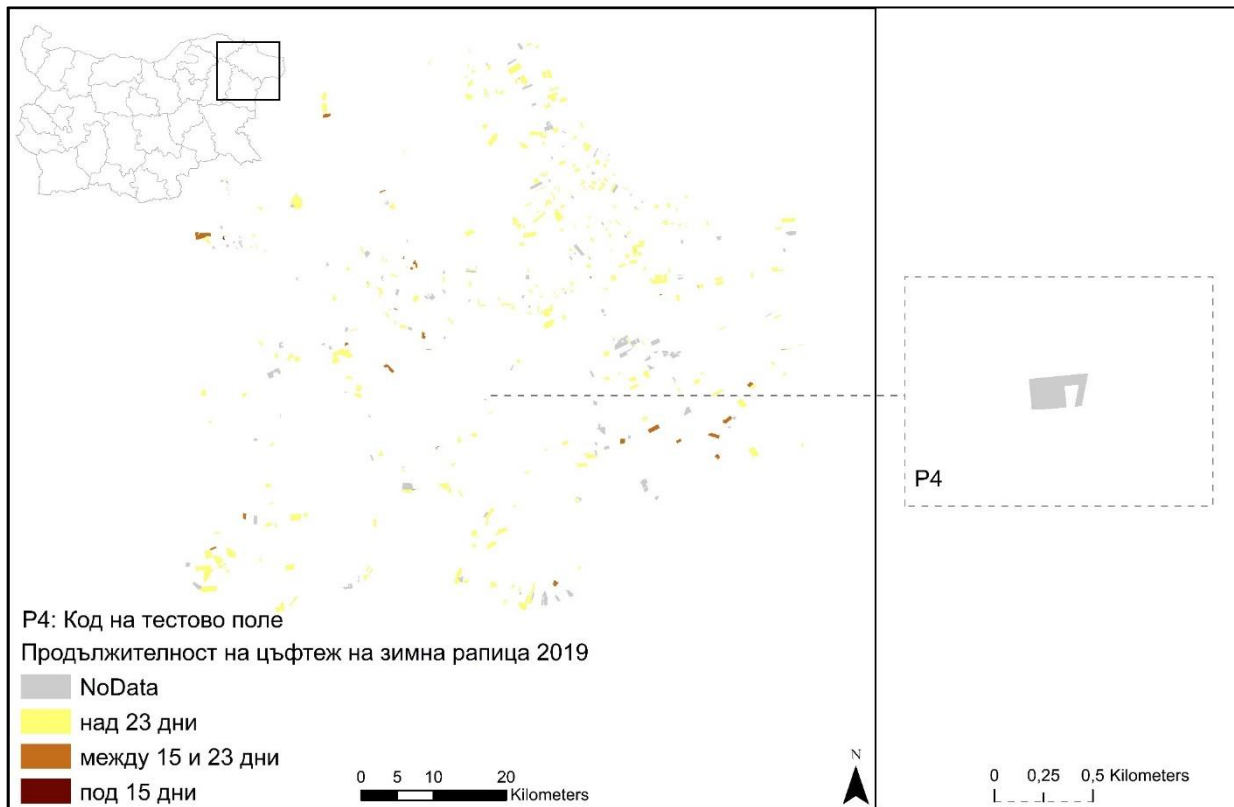 P4
P4: Код на тестово поле
Продължителност на цъфтеж на зимна рапица 2019
NoData
над 23 дни
между 15 и 23 дни
под 15 дни
0 5 10 20
Kilometers
N
0 0,25 0,5 Kilometers